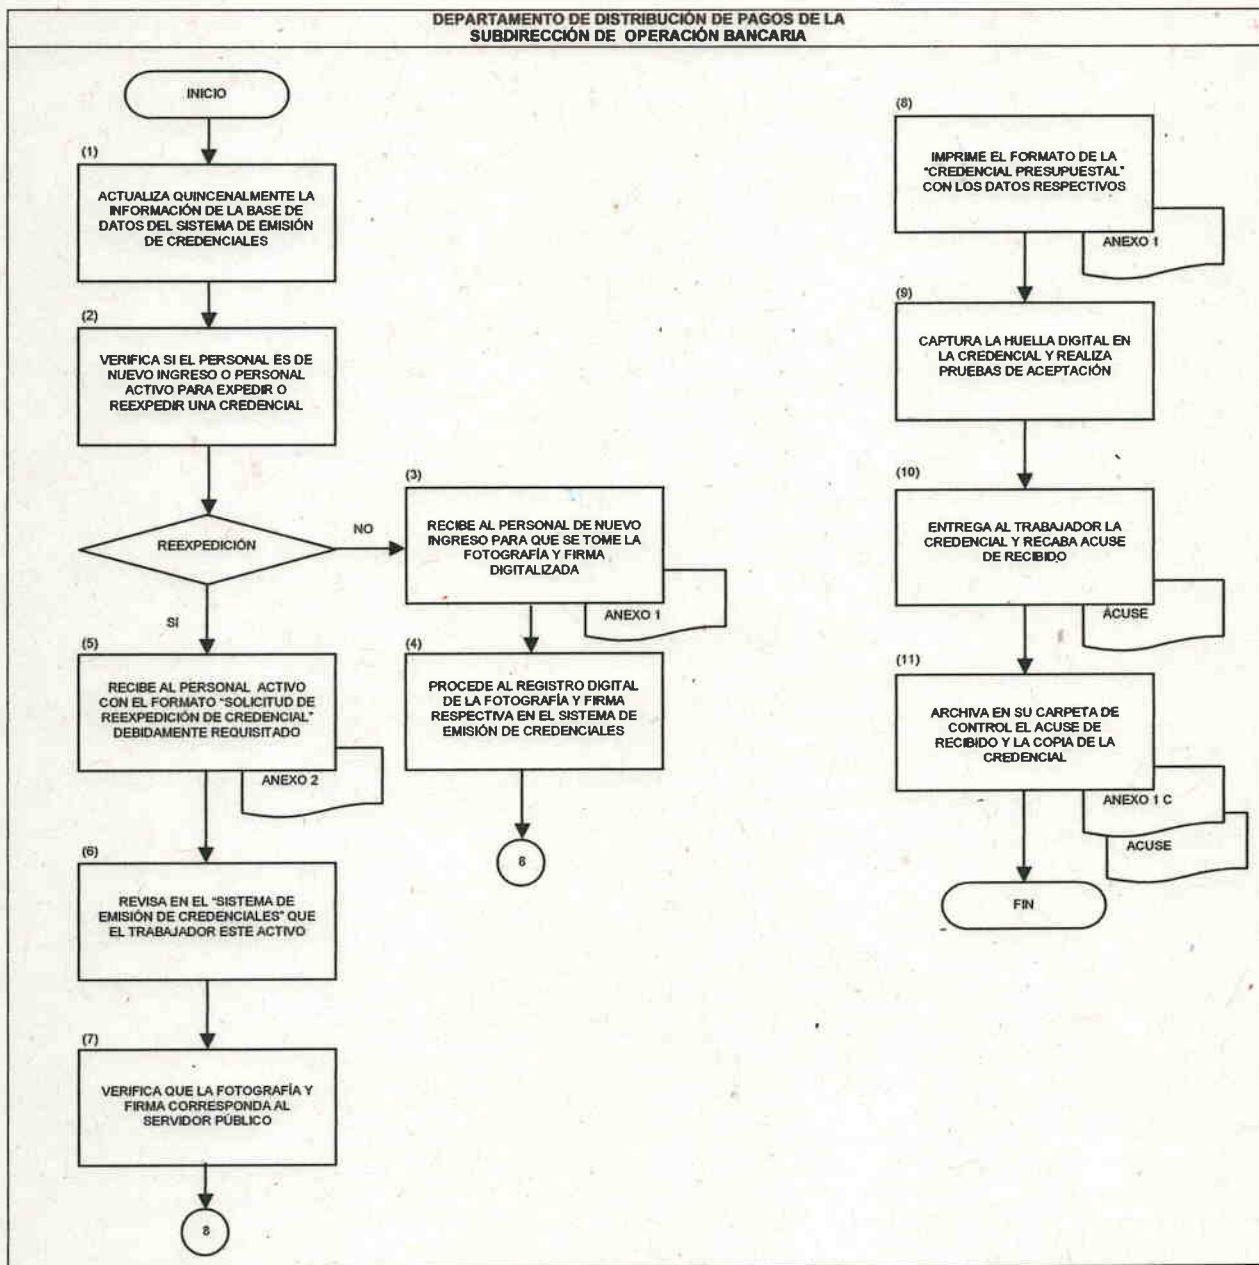 DEPARTAMENTO DE DISTRIBUCIÓN DE PAGOS DE LA
SUBDIRECCIÓN DE OPERACIÓN BANCARIA
INICIO
(1)
ACTUALIZA QUINCENALMENTE LA
INFORMACIÓN DE LA BASE DE
DATOS DEL SISTEMA DE EMISIÓN
DE CREDENCIALES
(2)
VERIFICA SI EL PERSONAL ES DE
NUEVO INGRESO O PERSONAL
ACTIVO PARA EXPEDIR O
REEXPEDIR UNA CREDENCIAL
REEXPEDICIÓN
NO
SI
(3)
RECIBE AL PERSONAL DE NUEVO
INGRESO PARA QUE SE TOME LA
FOTOGRAFÍA Y FIRMA
DIGITALIZADA
ANEXO 1
(4)
PROCEDE AL REGISTRO DIGITAL
DE LA FOTOGRAFÍA Y FIRMA
RESPECTIVA EN EL SISTEMA DE
EMISIÓN DE CREDENCIALES
8
(5)
RECIBE AL PERSONAL ACTIVO
CON EL FORMATO "SOLICITUD DE
REEXPEDICIÓN DE CREDENCIAL"
DEBIDAMENTE REQUISITADO
ANEXO 2
(6)
REVISA EN EL "SISTEMA DE
EMISIÓN DE CREDENCIALES" QUE
EL TRABAJADOR ESTE ACTIVO
(7)
VERIFICA QUE LA FOTOGRAFÍA Y
FIRMA CORRESPONDA AL
SERVIDOR PÚBLICO
8
(8)
IMPRIME EL FORMATO DE LA
"CREDENCIAL PRESUPUESTAL"
CON LOS DATOS RESPECTIVOS
ANEXO 1
(9)
CAPTURA LA HUELLA DIGITAL EN
LA CREDENCIAL Y REALIZA
PRUEBAS DE ACEPTACIÓN
(10)
ENTREGA AL TRABAJADOR LA
CREDENCIAL Y RECABA ACUSE
DE RECIBIDO
ACUSE
(11)
ARCHIVA EN SU CARPETA DE
CONTROL EL ACUSE DE
RECIBIDO Y LA COPIA DE LA
CREDENCIAL
ANEXO 1 C
ACUSE
FIN